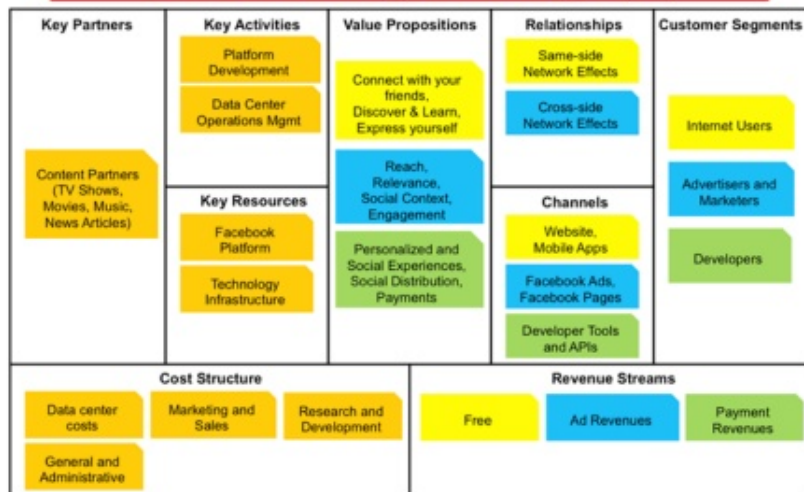 Key Partners
Content Partners
(TV Shows,
Movies, Music,
News Articles)
Key Activities
Platform
Development
Data Center
Operations Mgmt
Key Resources
Facebook
Platform
Technology
Infrastructure
Value Propositions
Connect with your
friends,
Discover & Learn,
Express yourself
Reach,
Relevance,
Social Context,
Engagement
Personalized and
Social Experiences,
Social Distribution,
Payments
Relationships
Same-side
Network Effects
Cross-side
Network Effects
Channels
Website,
Mobile Apps
Facebook Ads,
Facebook Pages
Developer Tools
and APIs
Customer Segments
Internet Users
Advertisers and
Marketers
Developers
Cost Structure
Data center
costs
Marketing and
Sales
Research and
Development
General and
Administrative
Revenue Streams
Free
Ad Revenues
Payment
Revenues